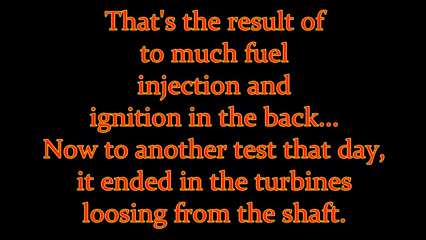 That's the result of
to much fuel
injection and
ignition in the back...
Now to another test that day,
it ended in the turbines
loosing from the shaft.